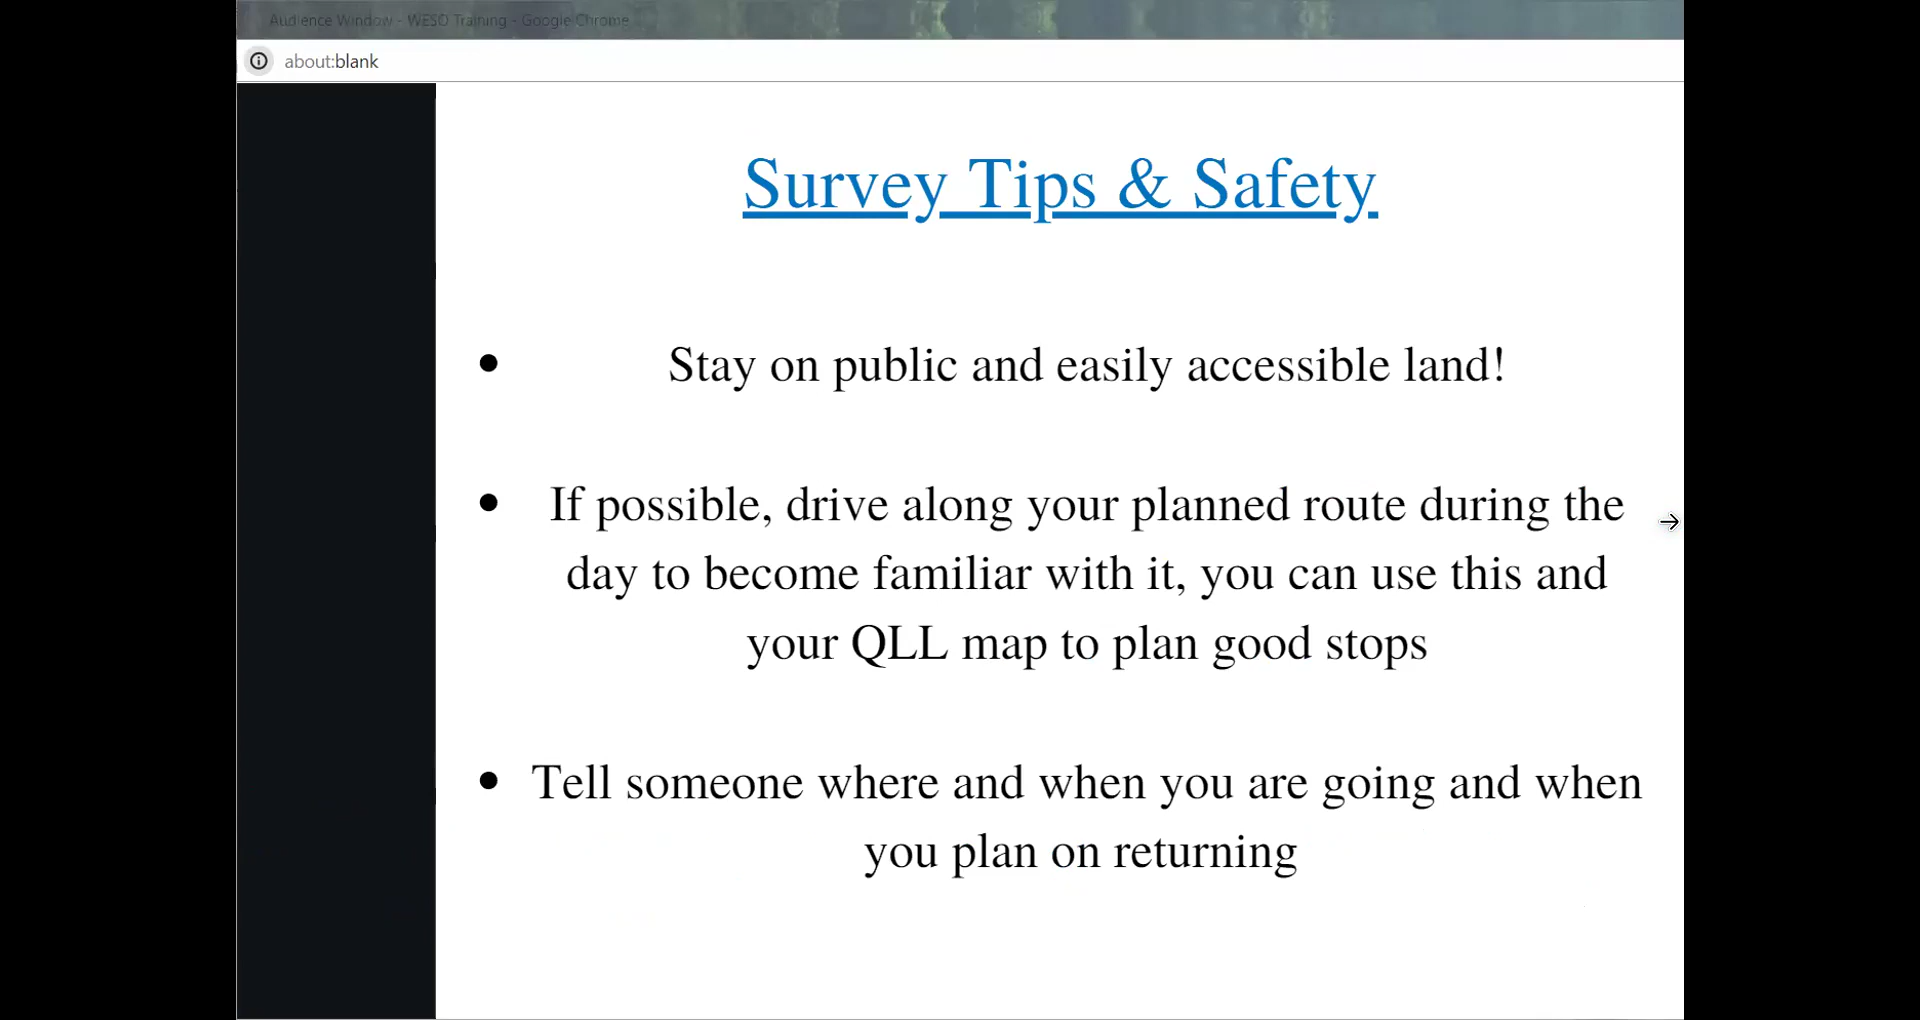 Audience Window - WESO Training - Google Chrome
about:blank
Survey Tips & Safety
• Stay on public and easily accessible land!
• If possible, drive along your planned route during the
day to become familiar with it, you can use this and
your QLL map to plan good stops
• Tell someone where and when you are going and when
you plan on returning